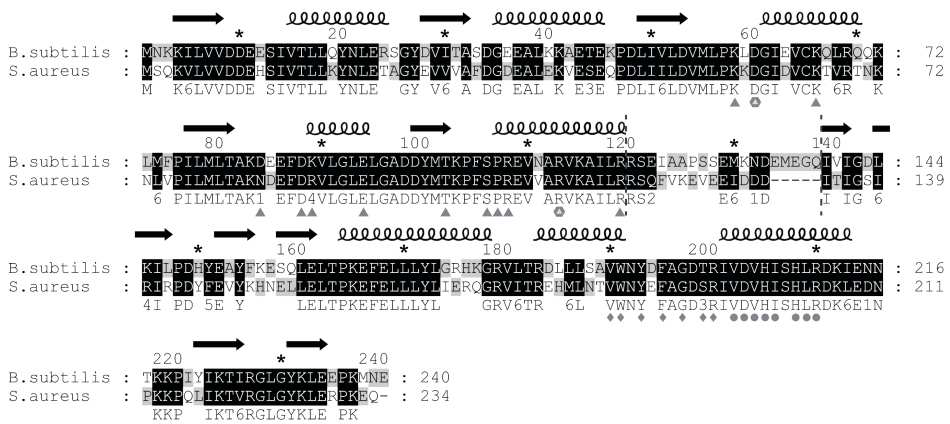 20 40 60
B.subtilis : MNKKILVVDDEESIVTLLQYNLERSGYDVITASDGEEALKKAETEKPDLIVLDVMLPKLDGIEVCKQLRQQK : 72
S.aureus : MSQKVLVVDDEHSIVTLLKYNLETAGYEVVVAFDGDEALEKVESEQPDLIILDVMLPKKDGIDVCKTVRTNK : 72
M K6LVVDDE SIVTLL YNLE GY V6 A DG EAL K E3E PDLI6LDVMLPK DGI VCK 6R K
80 100 120 140
B.subtilis : LMFPILMLTAKDEEFDKVLGLELGADDYMTKPFSPREVNARVKAILRRSEIAAPSSEMKNDEMEGQIVIGDL : 144
S.aureus : NLVPILMLTAKNDEFDRVLGLELGADDYMTKPFSPREVVARVKAILRRSQFVKEVEEIDDD-----ITIGSI : 139
6 PILMLTAK1 EFD4VLGLELGADDYMTKPFSPREV ARVKAILRRS2 E6 1D I IG 6
160 180 200
B.subtilis : KILPDHYEAYFKESQLELTPKEFELLLYLGRHKGRVLTRDLLLSAVWNYDFAGDTRIVDVHISHLRDKIENN : 216
S.aureus : RIRPDYFEVYKHNELLELTPKEFELLLYLIERQGRVITREHMLNTVWNYEFAGDSRIVDVHISHLRDKLEDN : 211
4I PD 5E Y LELTPKEFELLLYL GRV6TR 6L VWNY FAGD3RIVDVHISHLRDK6E1N
220 240
B.subtilis : TKKPIYIKTIRGLGYKLEEPKMNE : 240
S.aureus : PKKPQLIKTVRGLGYKLERPKEQ- : 234
KKP IKT6RGLGYKLE PK